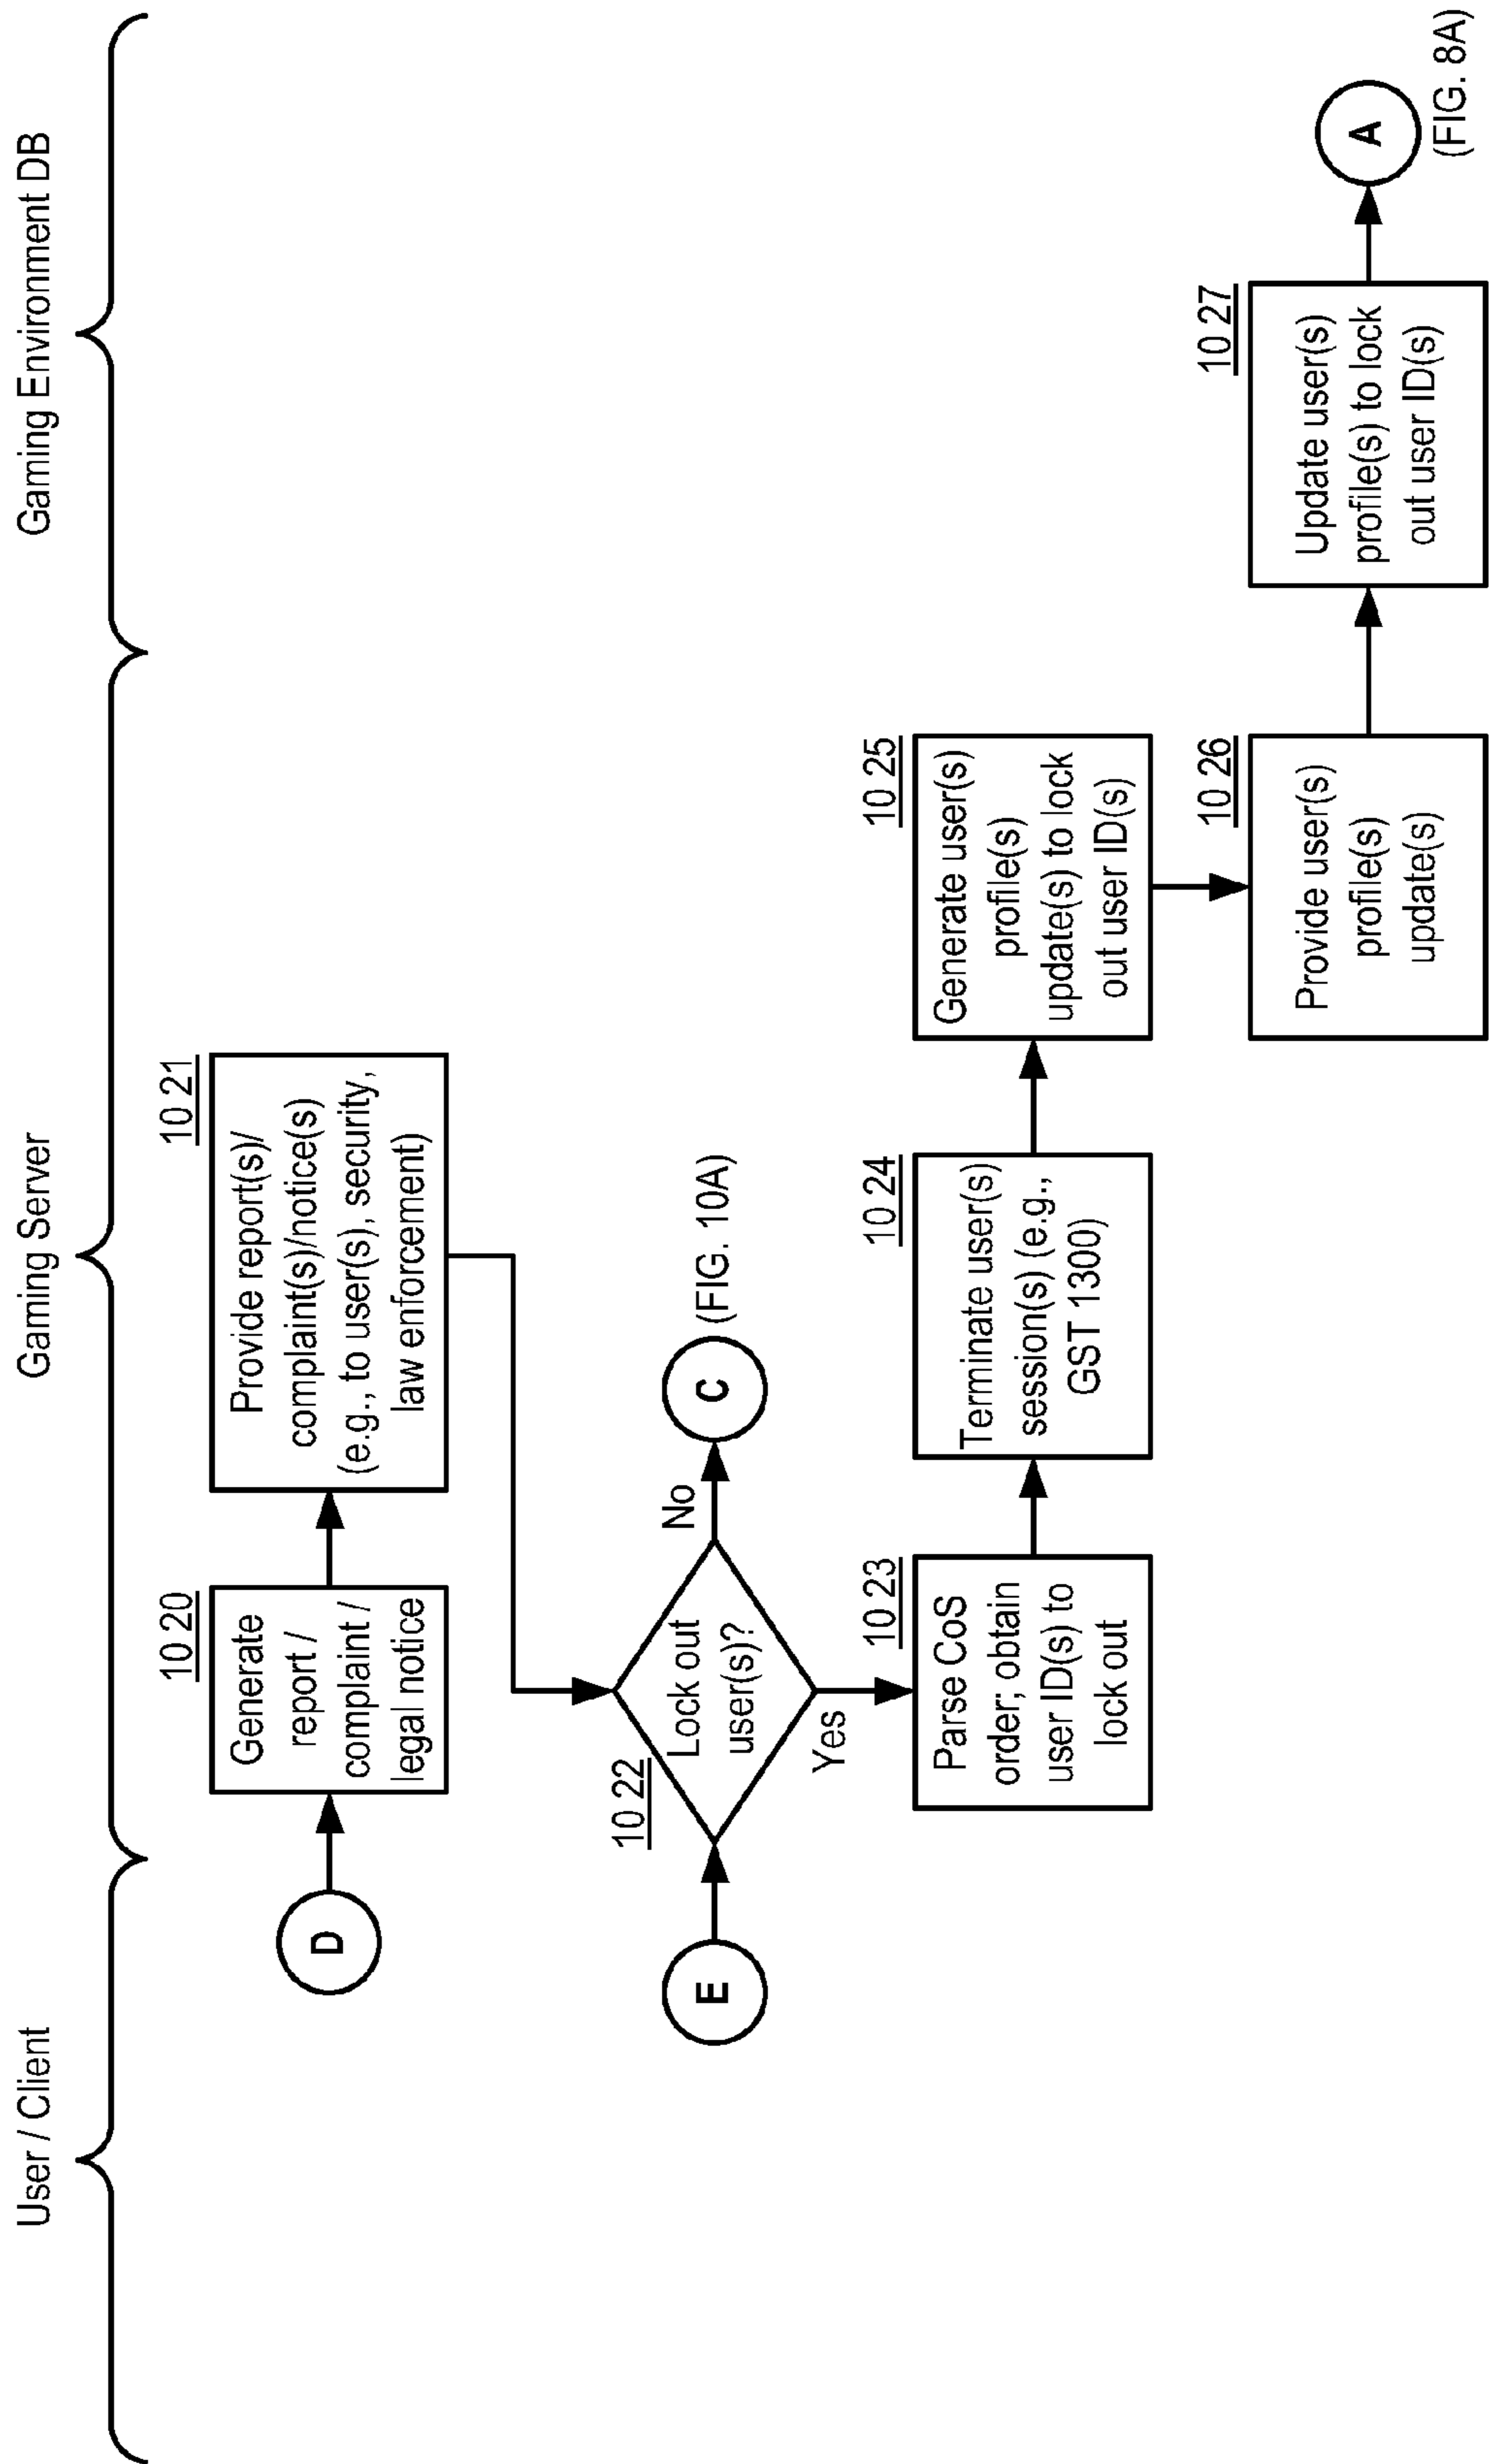 User / Client
Gaming Server
Gaming Environment DB
D
10 20
Generate
report /
complaint /
legal notice
10 21
Provide report(s)/
complaint(s)/notice(s)
(e.g., to user(s), security,
law enforcement)
E
10 22
Lock out
user(s)?
No
C
(FIG. 10A)
Yes
10 23
Parse CoS
order; obtain
user ID(s) to
lock out
10 24
Terminate user(s)
session(s) (e.g.,
GST 1300)
10 25
Generate user(s)
profile(s)
update(s) to lock
out user ID(s)
10 26
Provide user(s)
profile(s)
update(s)
10 27
Update user(s)
profile(s) to lock
out user ID(s)
A
(FIG. 8A)